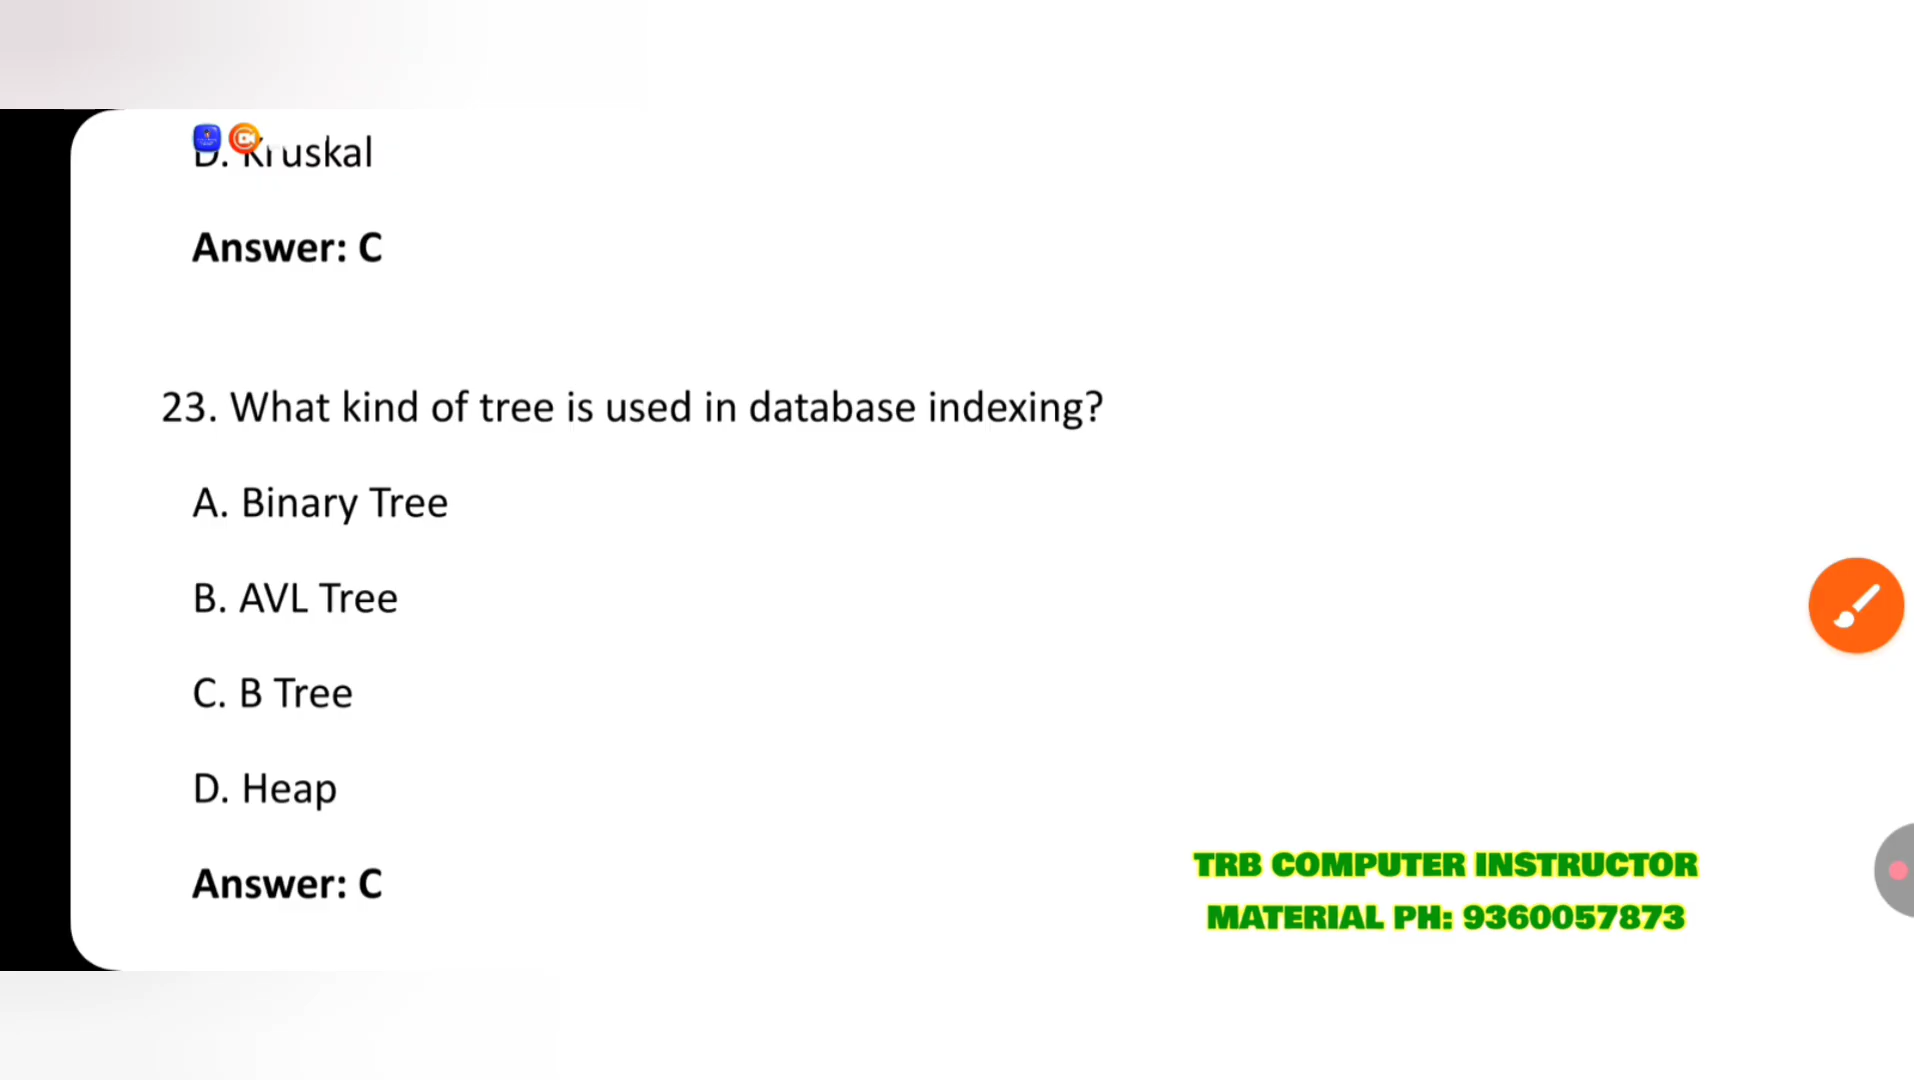 D. Kruskal
Answer: C
23. What kind of tree is used in database indexing?
A. Binary Tree
B. AVL Tree
C. B Tree
D. Heap
Answer: C
TRB COMPUTER INSTRUCTOR
MATERIAL PH: 9360057873